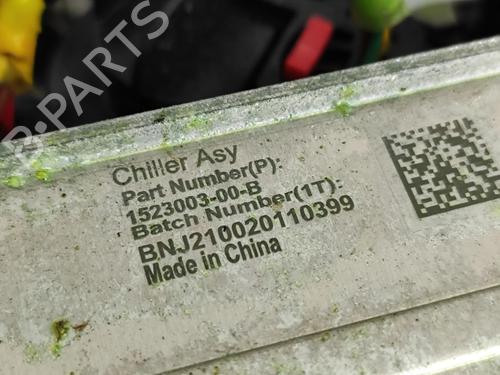 B-PARTS
Chiller Asy
Part Number(P):
1523003-00-B
Batch Number(1T):
BNJ210020110399
Made in China